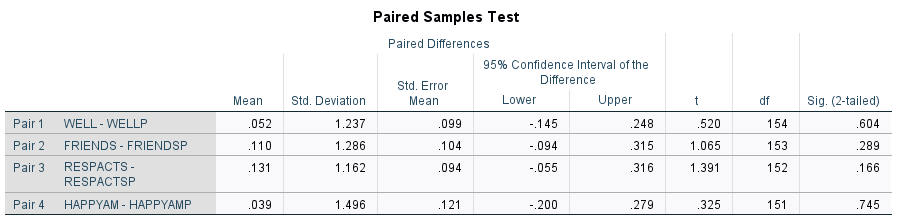 Paired Samples Test
Paired Differences
95% Confidence Interval of the
Difference
Mean Std. Deviation Std. Error
Mean Lower Upper t df Sig. (2-tailed)
Pair 1 WELL - WELLP .052 1.237 .099 -.145 .248 .520 154 .604
Pair 2 FRIENDS - FRIENDSP .110 1.286 .104 -.094 .315 1.065 153 .289
Pair 3 RESPACTS -
RESPACTSP .131 1.162 .094 -.055 .316 1.391 152 .166
Pair 4 HAPPYAM - HAPPYAMP .039 1.496 .121 -.200 .279 .325 151 .745